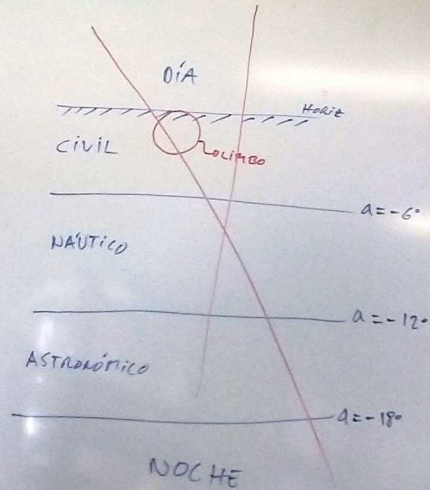 DÍA
HORIZ
CIVIL
LIMBO
a = -6°
NÁUTICO
a = -12°
ASTRONÓMICO
a = -18°
NOCHE